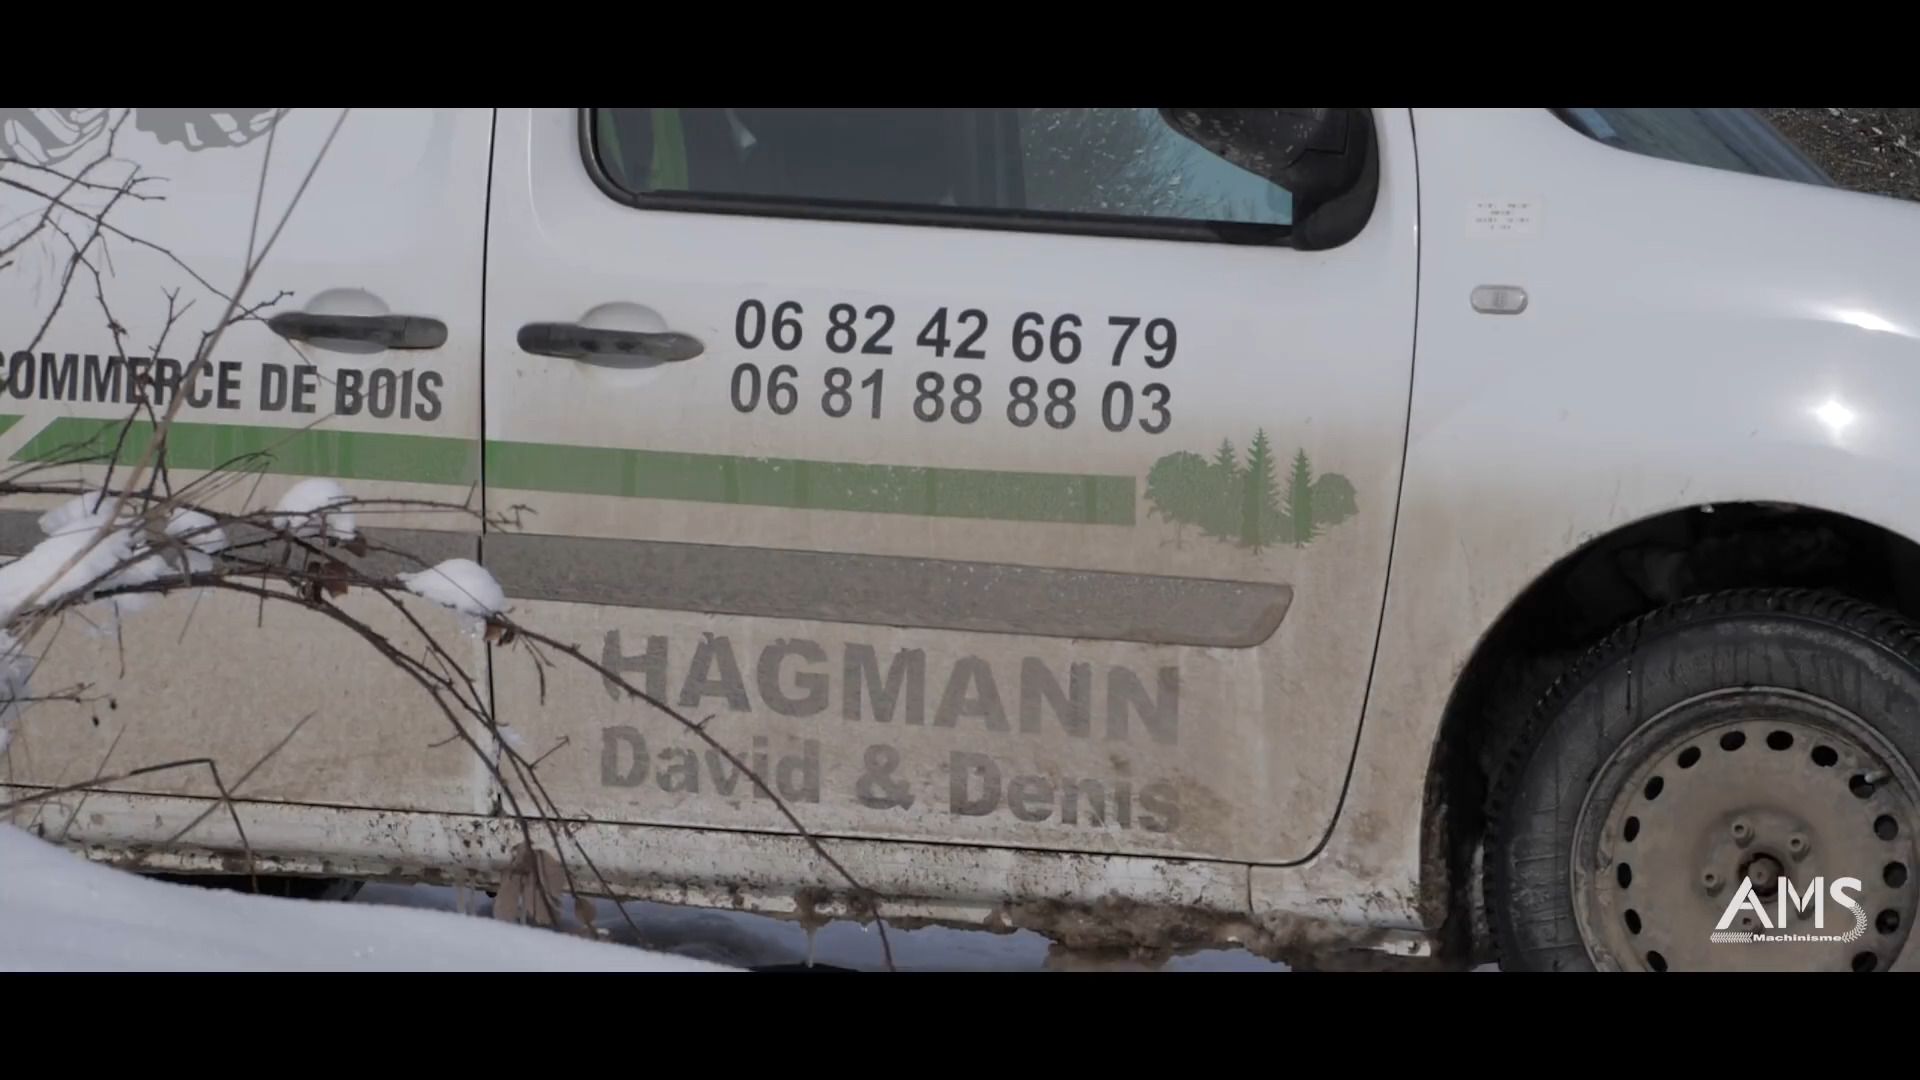 COMMERCE DE BOIS
06 82 42 66 79
06 81 88 88 03
HAGMANN
David & Denis
AMS
Machinisme